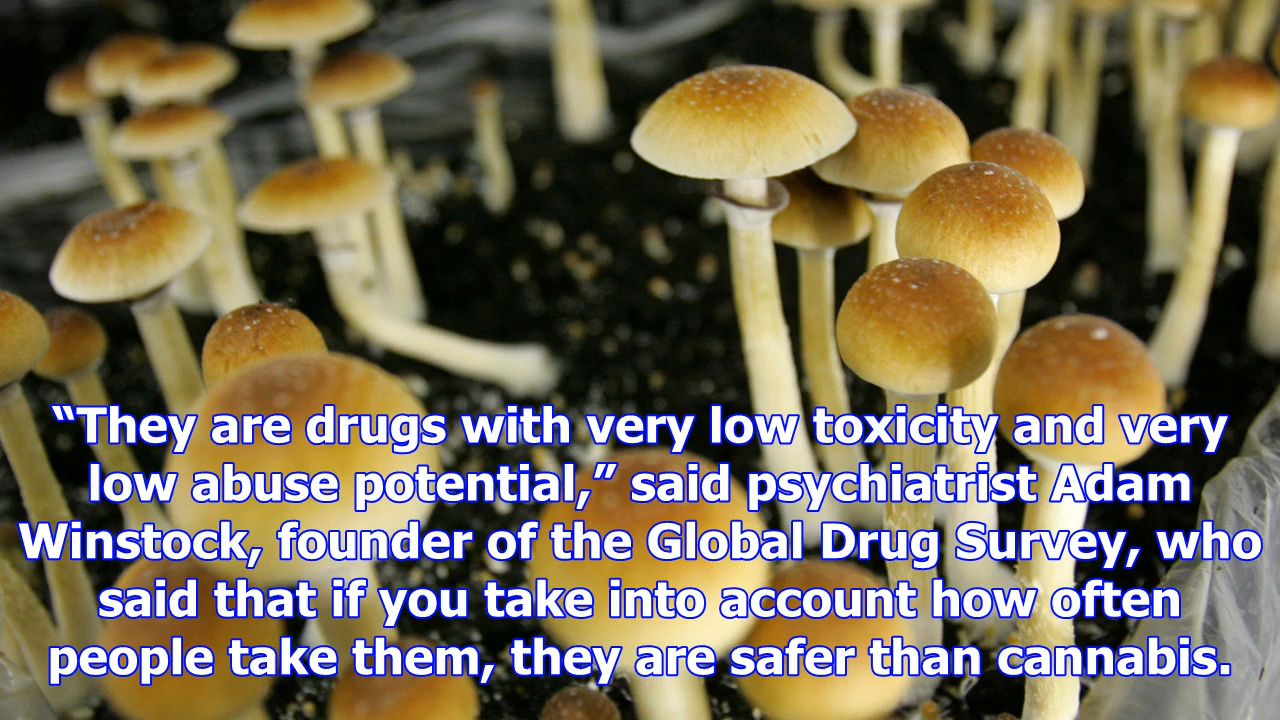 “They are drugs with very low toxicity and very
low abuse potential,” said psychiatrist Adam
Winstock, founder of the Global Drug Survey, who
said that if you take into account how often
people take them, they are safer than cannabis.